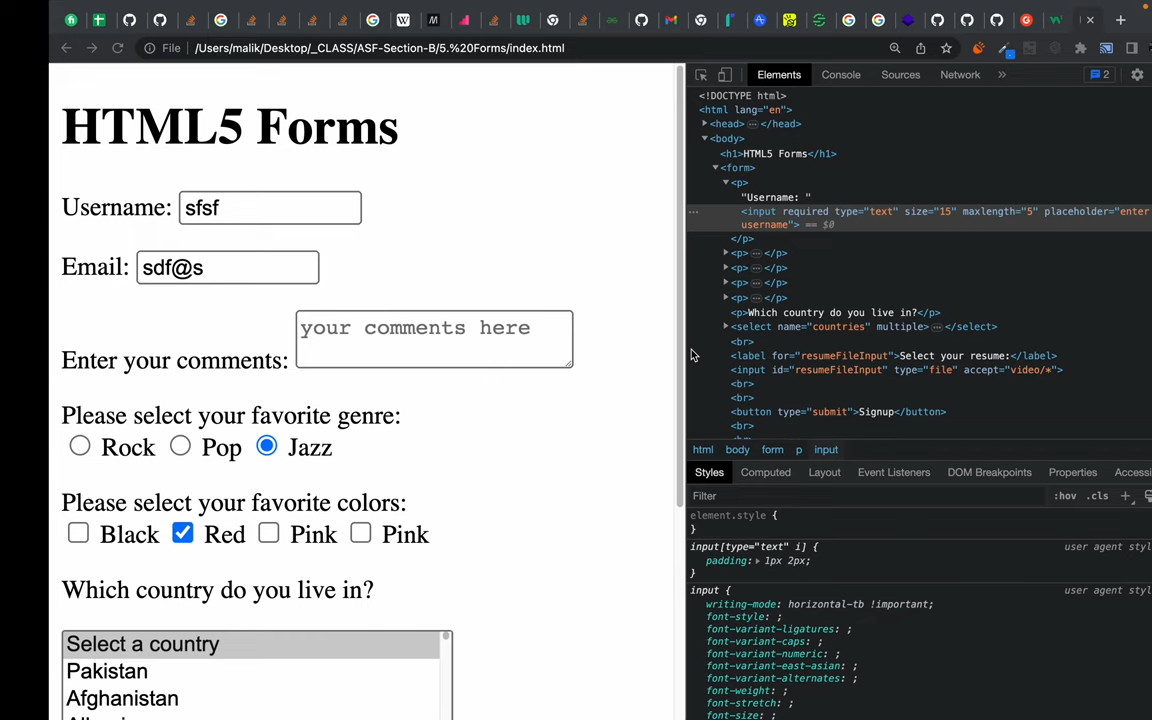 File /Users/malik/Desktop/_CLASS/ASF-Section-B/5.%20Forms/index.html
HTML5 Forms
Username: sfsf
Email: sdf@s
Enter your comments: your comments here
Please select your favorite genre:
Rock Pop Jazz
Please select your favorite colors:
Black Red Pink Pink
Which country do you live in?
Select a country
Pakistan
Afghanistan
Elements Console Sources Network » 2
<!DOCTYPE html>
<html lang="en">
<head> … </head>
<body>
<h1>HTML5 Forms</h1>
<form>
<p>
"Username: "
<input required type="text" size="15" maxlength="5" placeholder="enter
username"> == $0
</p>
<p> … </p>
<p> … </p>
<p> … </p>
<p> … </p>
<p>Which country do you live in?</p>
<select name="countries" multiple> … </select>
<br>
<label for="resumeFileInput">Select your resume:</label>
<input id="resumeFileInput" type="file" accept="video/*">
<br>
<br>
<button type="submit">Signup</button>
<br>
html body form p input
Styles Computed Layout Event Listeners DOM Breakpoints Properties Accessi
Filter :hov .cls +
element.style {
}
input[type="text" i] { user agent styl
padding: 1px 2px;
}
input { user agent styl
writing-mode: horizontal-tb !important;
font-style: ;
font-variant-ligatures: ;
font-variant-caps: ;
font-variant-numeric: ;
font-variant-east-asian: ;
font-variant-alternates: ;
font-weight: ;
font-stretch: ;
font-size: ;